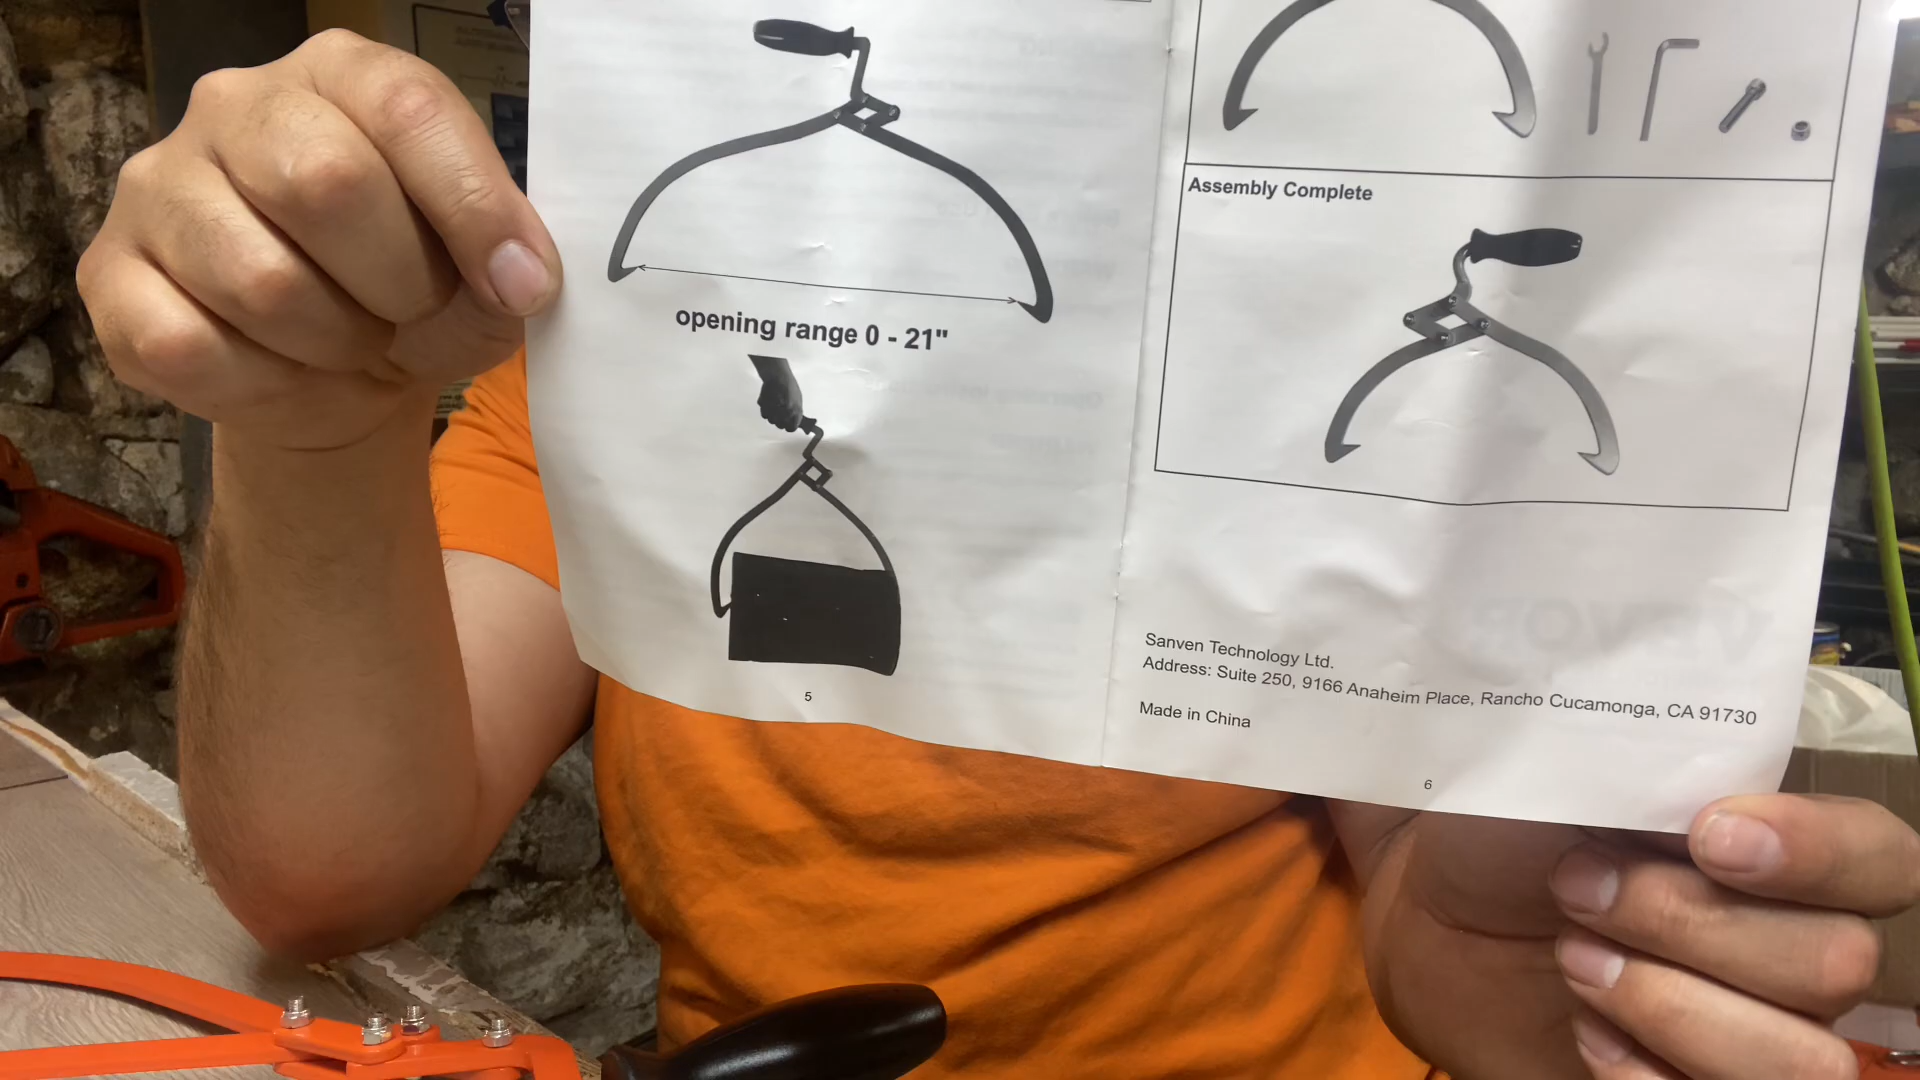 opening range 0 - 21"
5
Assembly Complete
Sanven Technology Ltd.
Address: Suite 250, 9166 Anaheim Place, Rancho Cucamonga, CA 91730
Made in China
6